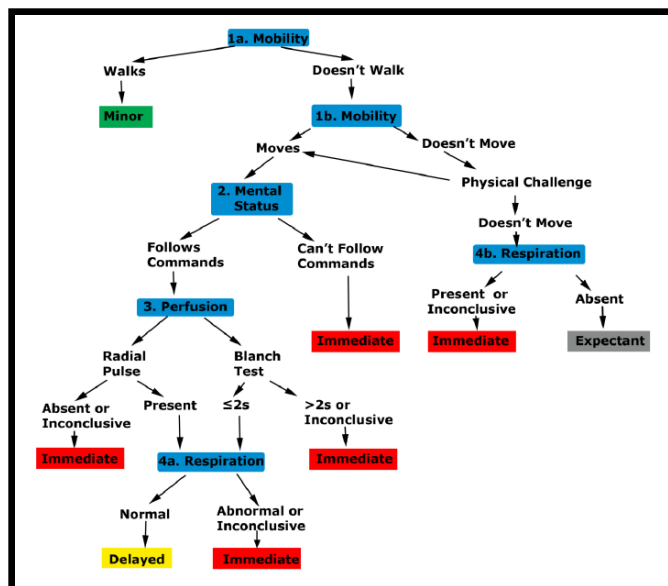 1a. Mobility
Walks
Doesn't Walk
Minor
1b. Mobility
Moves
Doesn't Move
Physical Challenge
2. Mental
Status
Doesn't Move
Follows
Commands
Can't Follow
Commands
4b. Respiration
3. Perfusion
Present or
Inconclusive
Absent
Immediate
Immediate
Expectant
Radial
Pulse
Blanch
Test
Absent or
Inconclusive
Present
≤2s
>2s or
Inconclusive
Immediate
4a. Respiration
Immediate
Normal
Abnormal or
Inconclusive
Delayed
Immediate